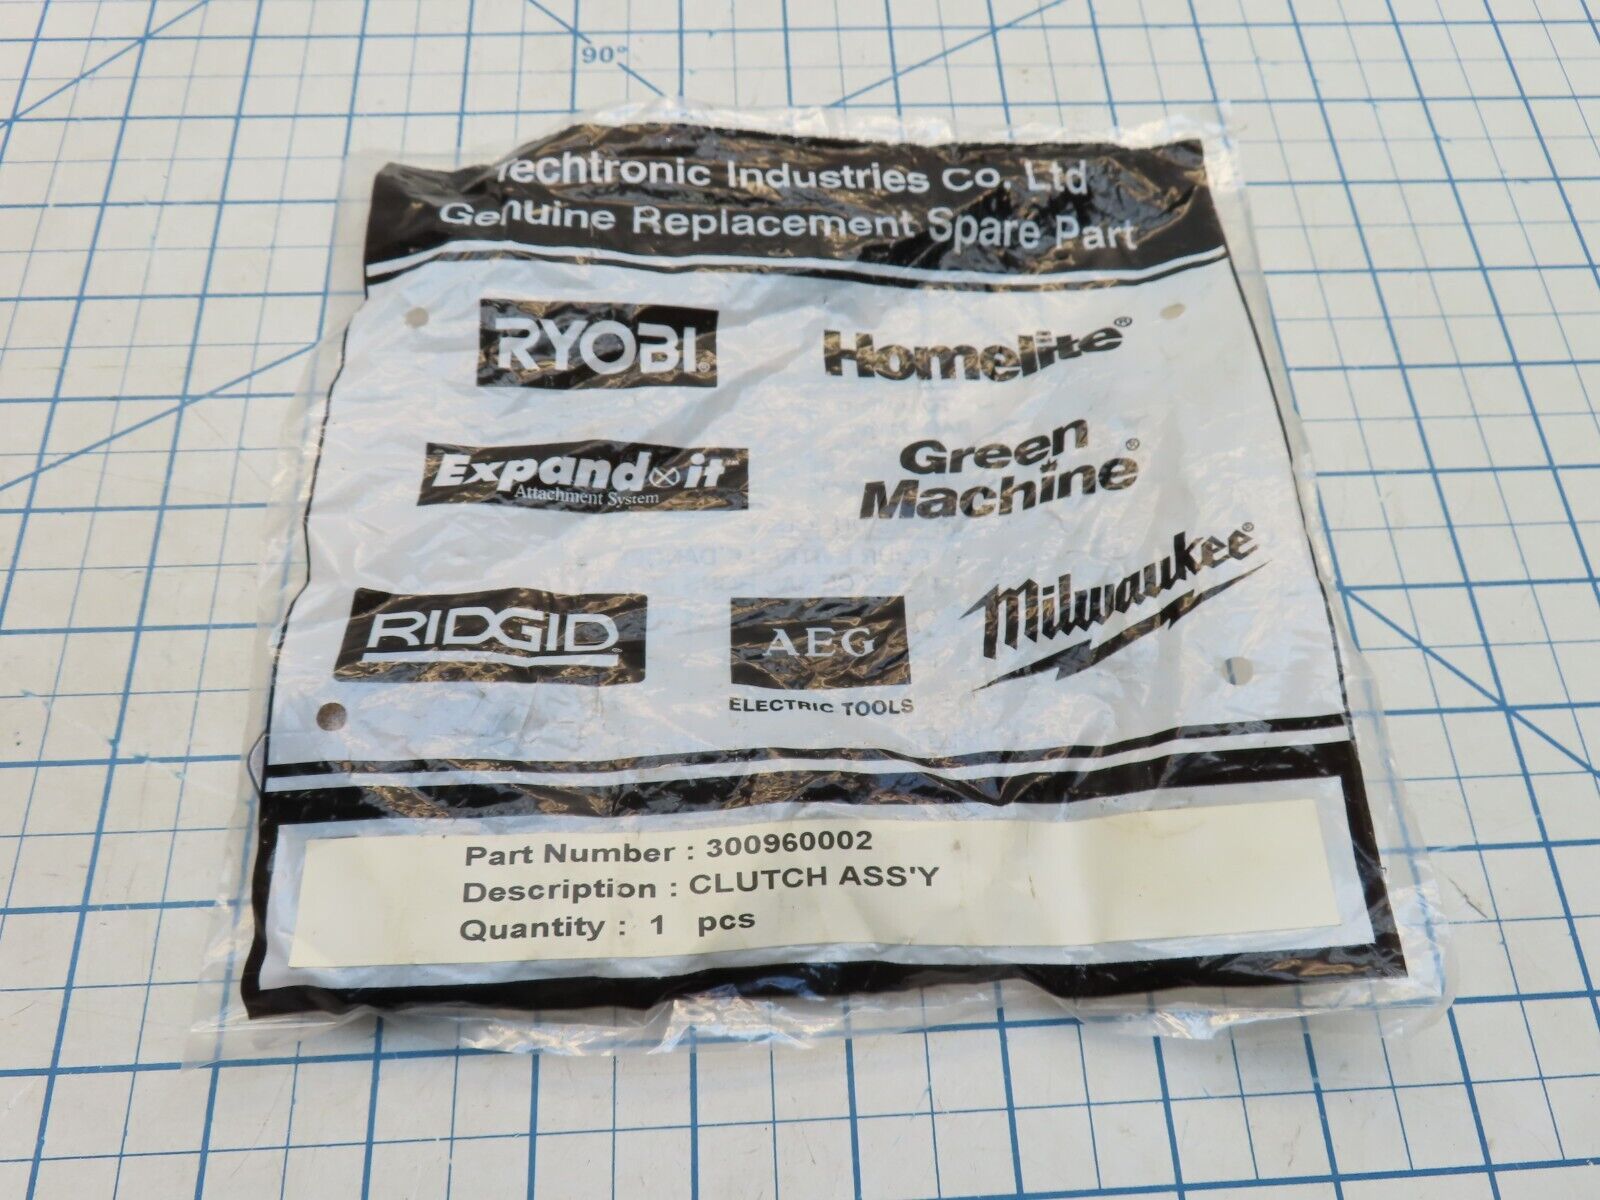 90°
Techtronic Industries Co. Ltd
Genuine Replacement Spare Part
RYOBI®
Homelite®
Expand it™
Attachment System
Green
Machine®
RIDGID®
AEG
ELECTRIC TOOLS
Milwaukee®
Part Number : 300960002
Description : CLUTCH ASS'Y
Quantity : 1 pcs